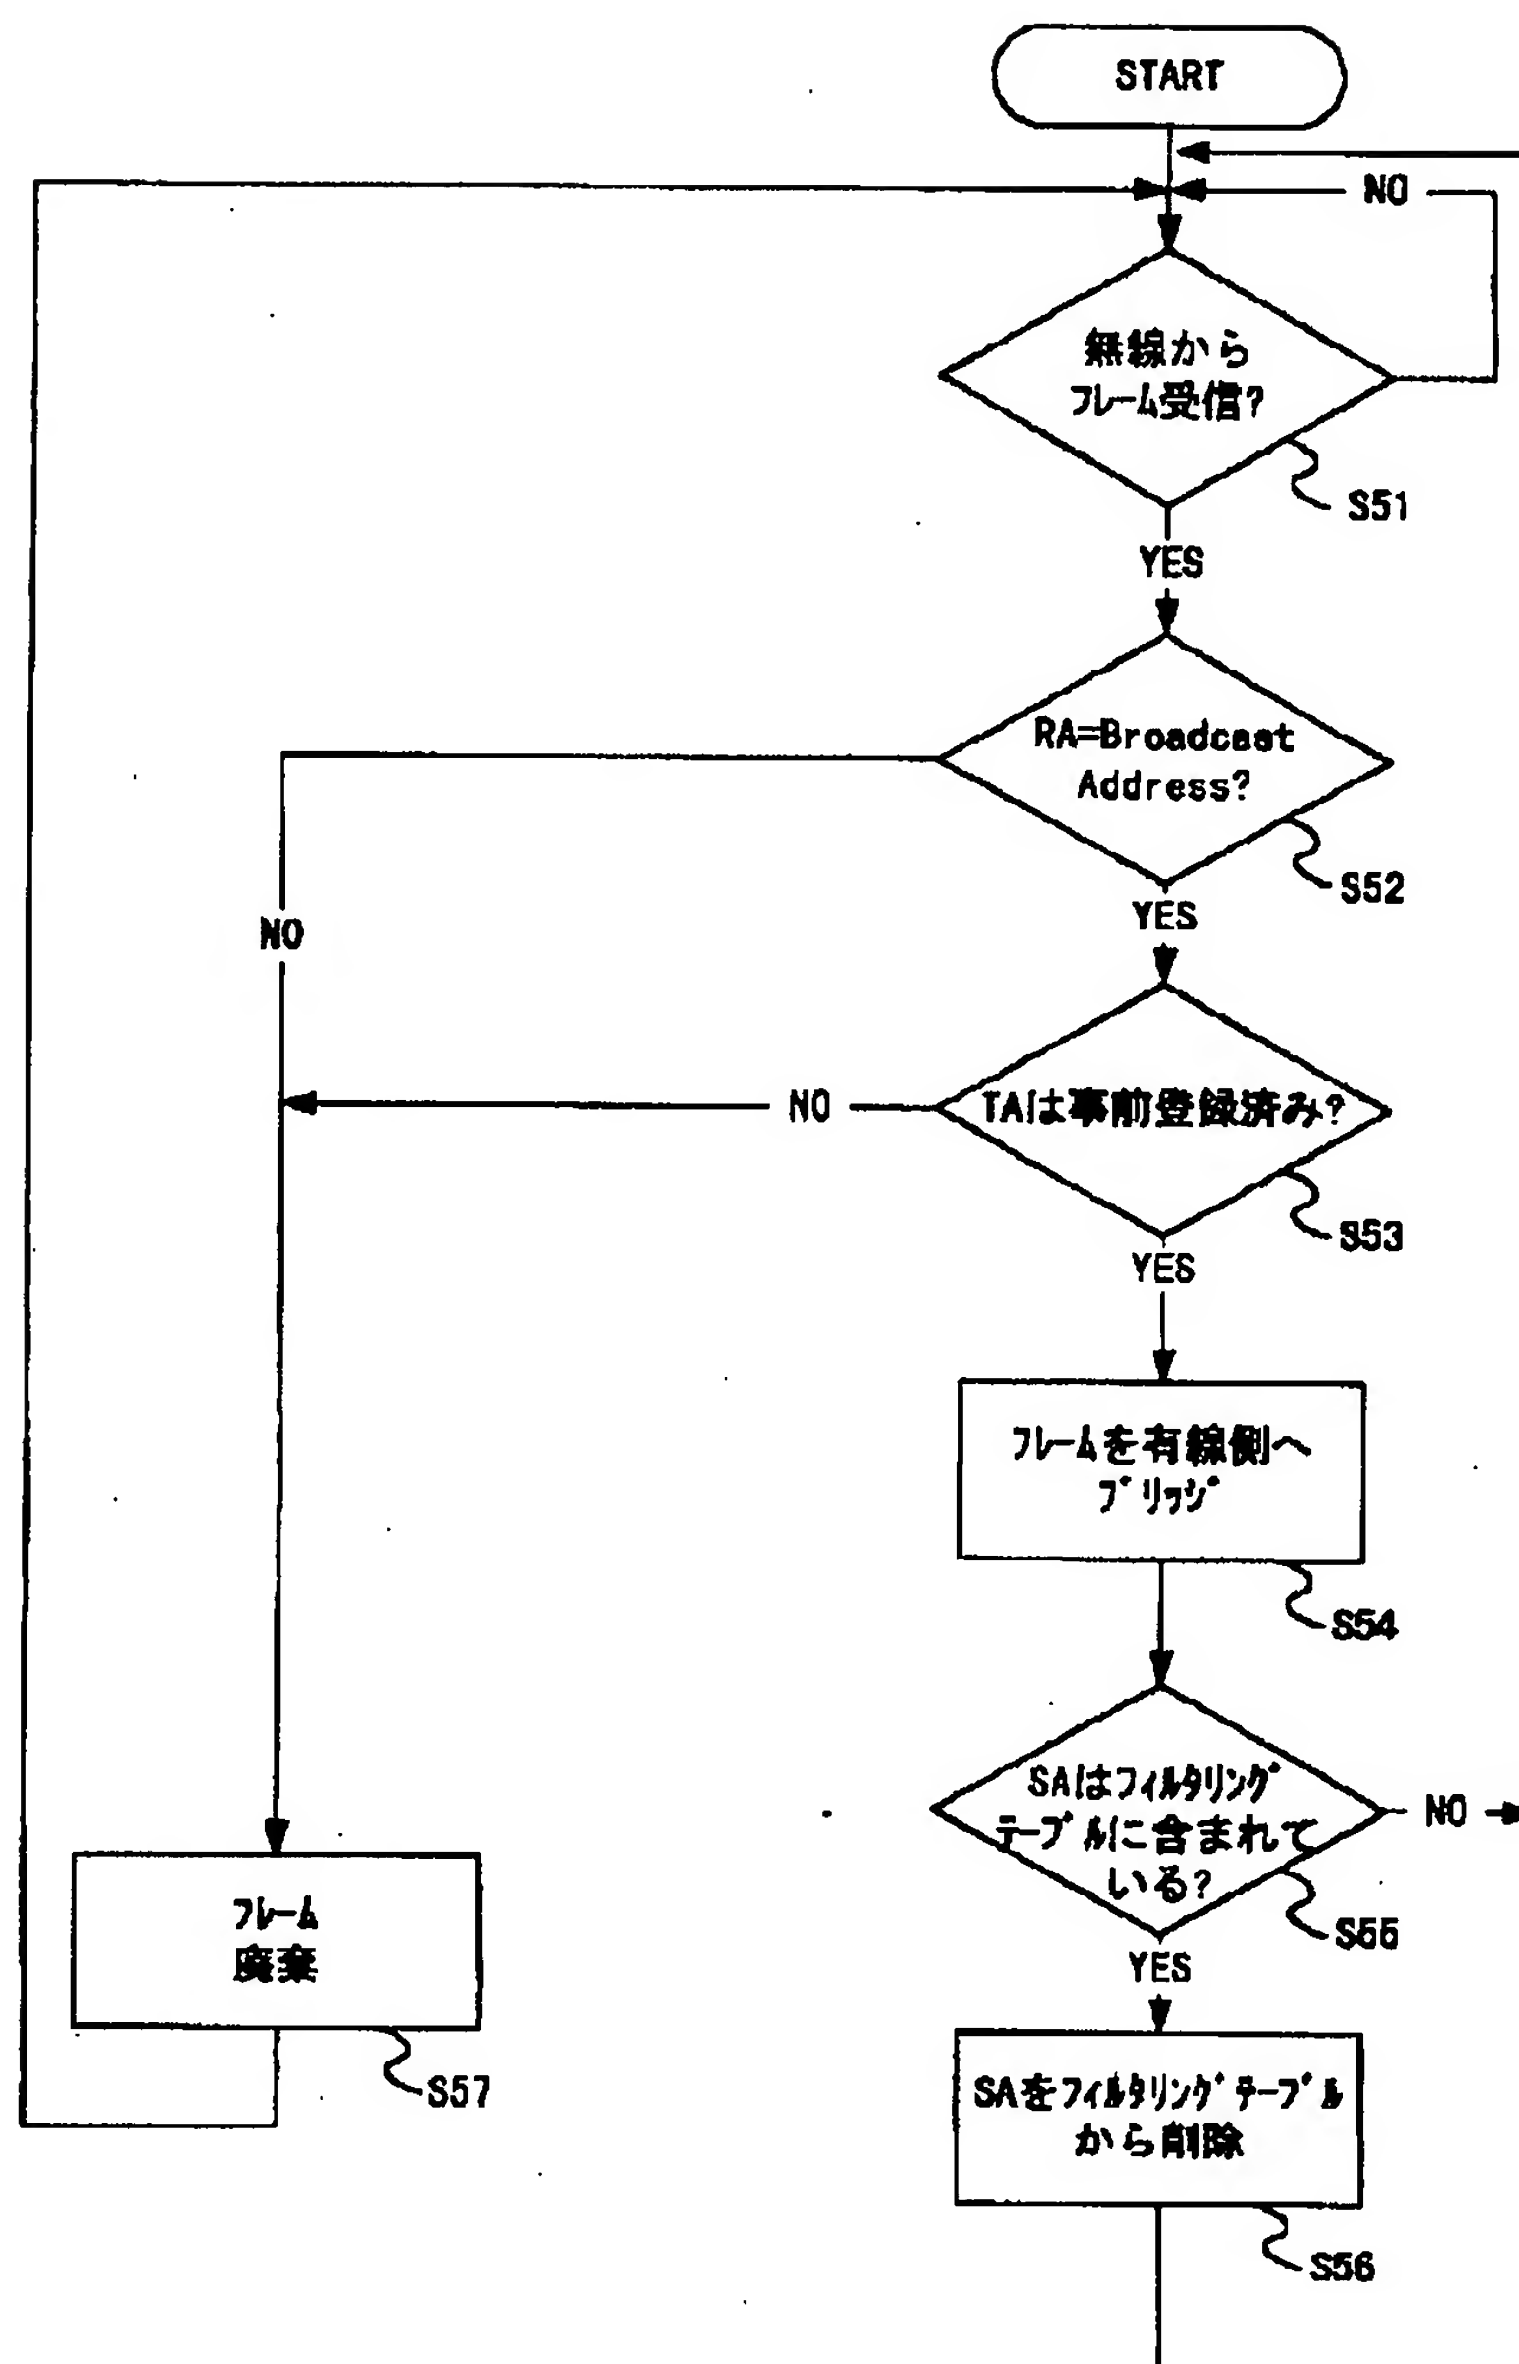 START
NO
無線から
フレーム受信?
S51
YES
RA=Broadcast
Address?
S52
NO
YES
NO
TAは事前登録済み?
S53
YES
フレームを有線側へ
ブリッジ
S54
SAはフィルタリング
テーブルに含まれて
いる?
NO
S55
YES
フレーム
廃棄
S57
SAをフィルタリングテーブル
から削除
S56